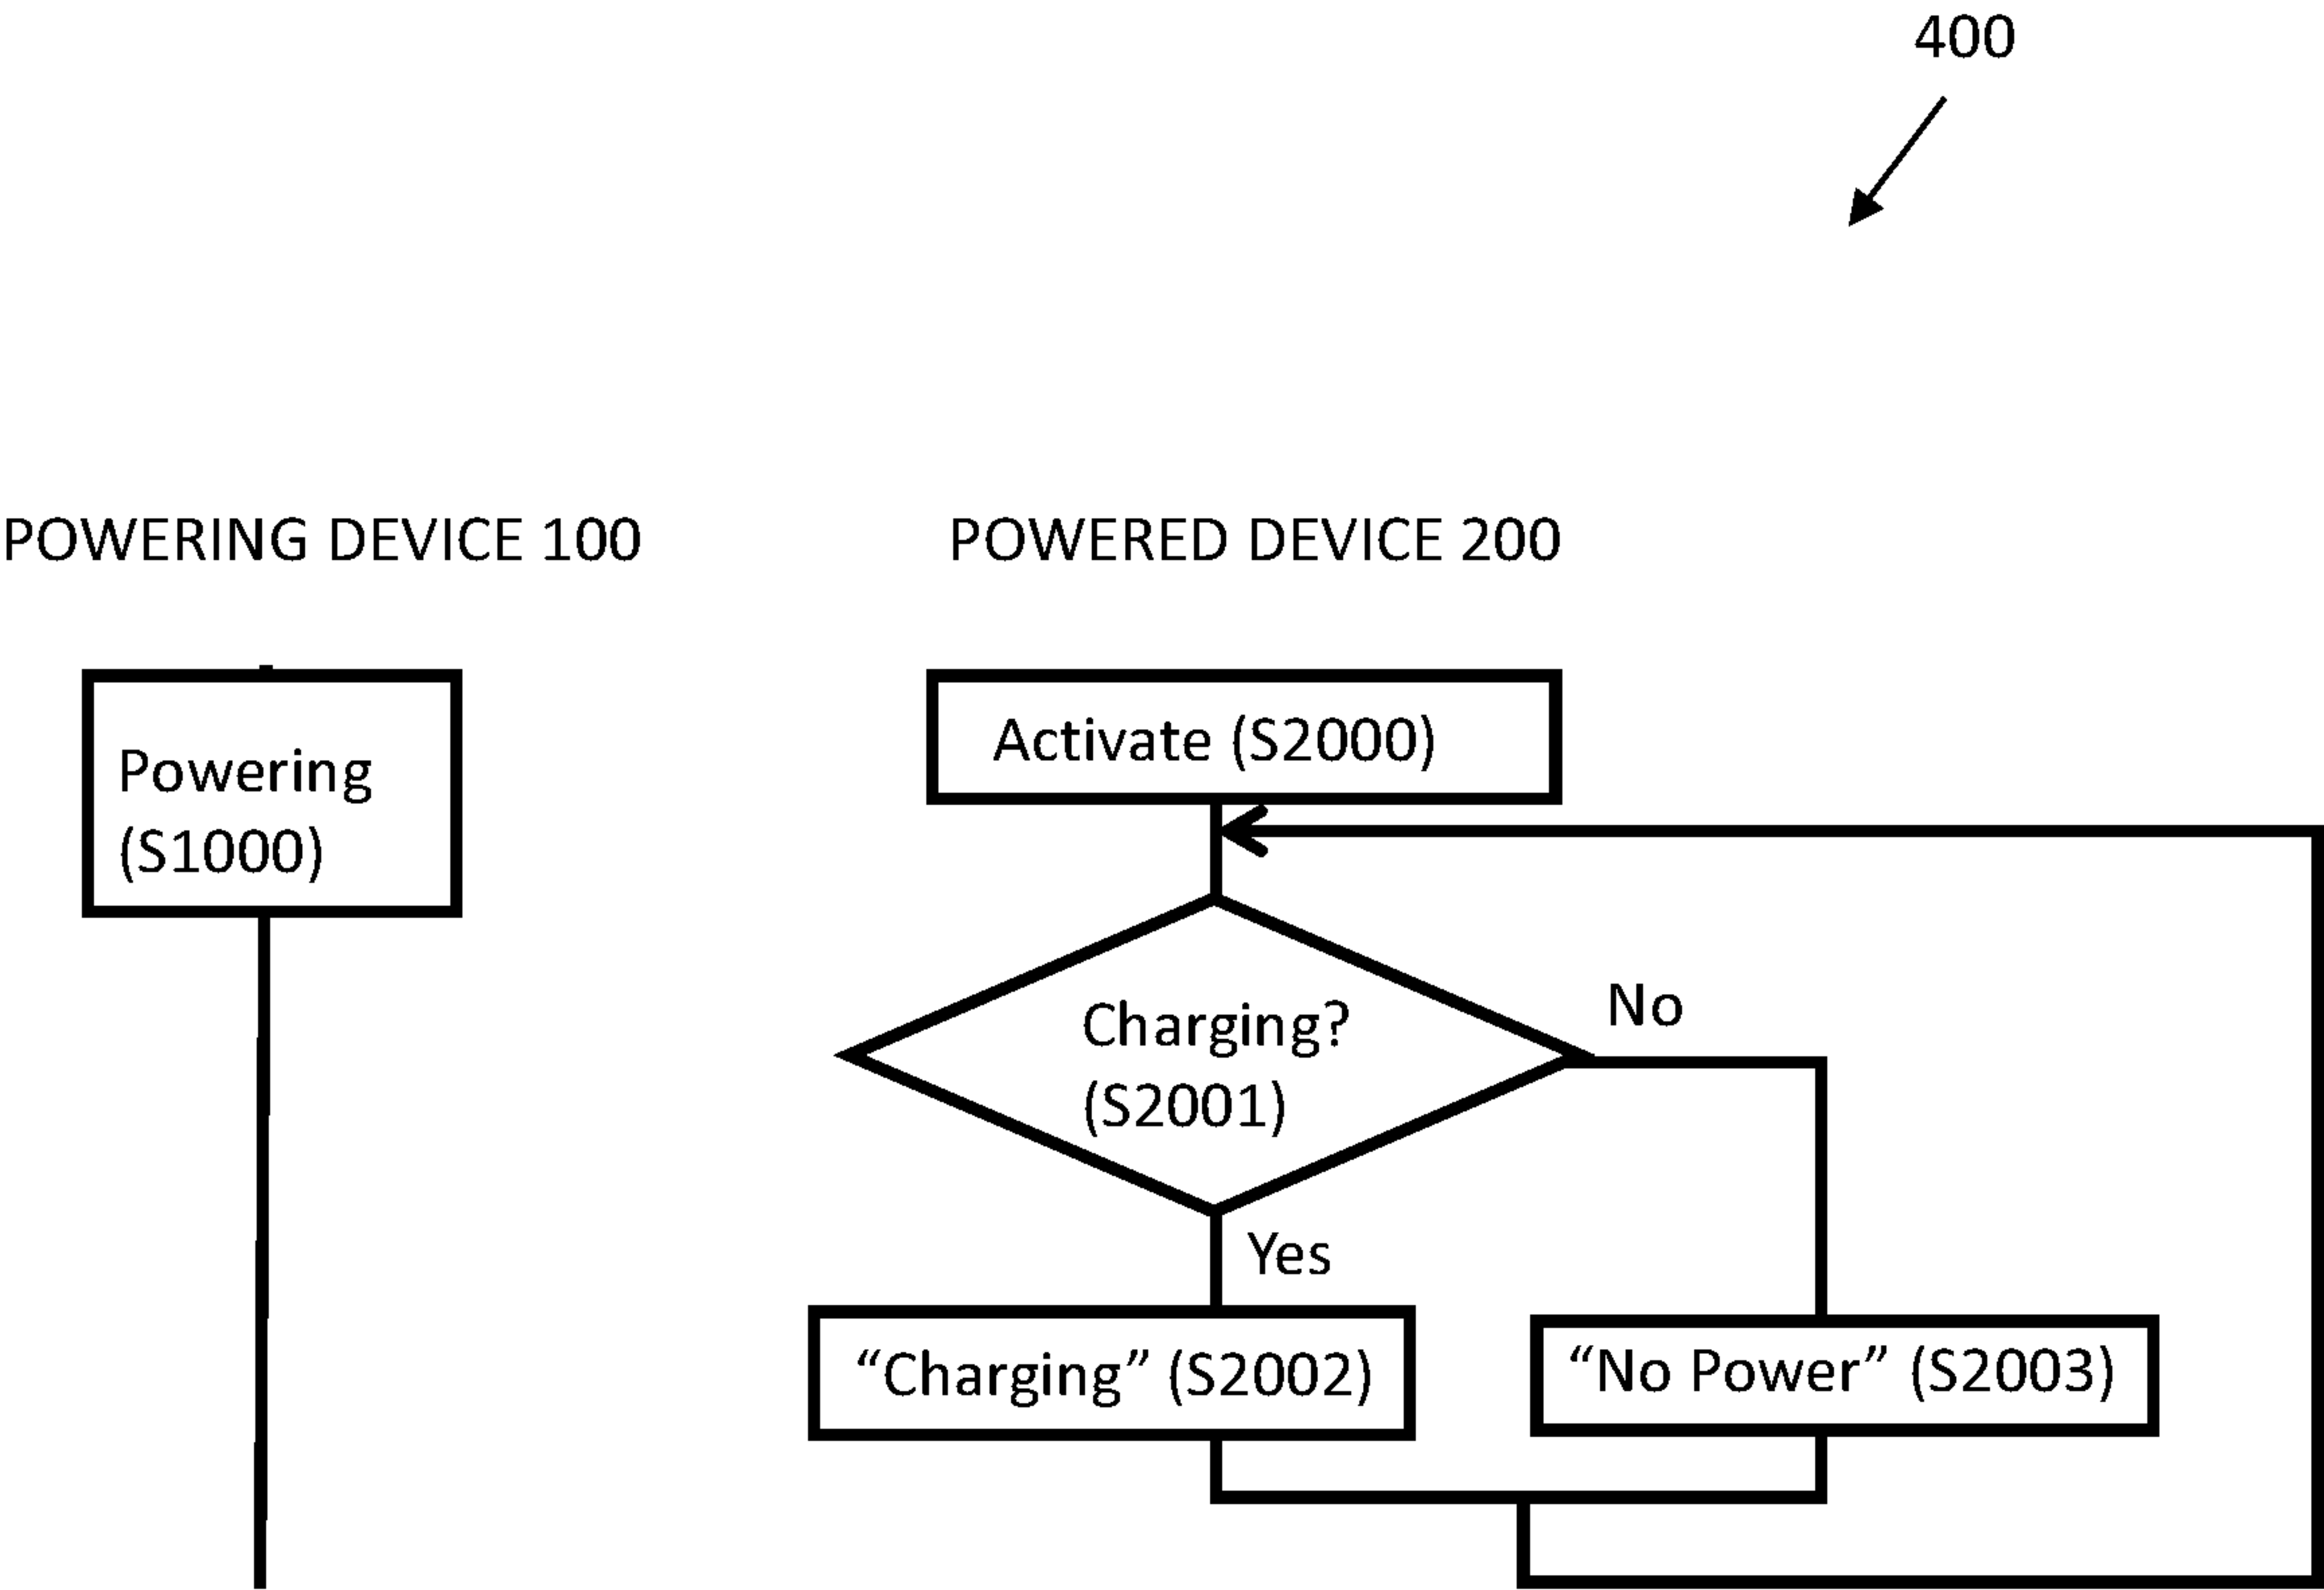 400
POWERING DEVICE 100
POWERED DEVICE 200
Powering
(S1000)
Activate (S2000)
Charging?
(S2001)
No
Yes
“Charging” (S2002)
“No Power” (S2003)